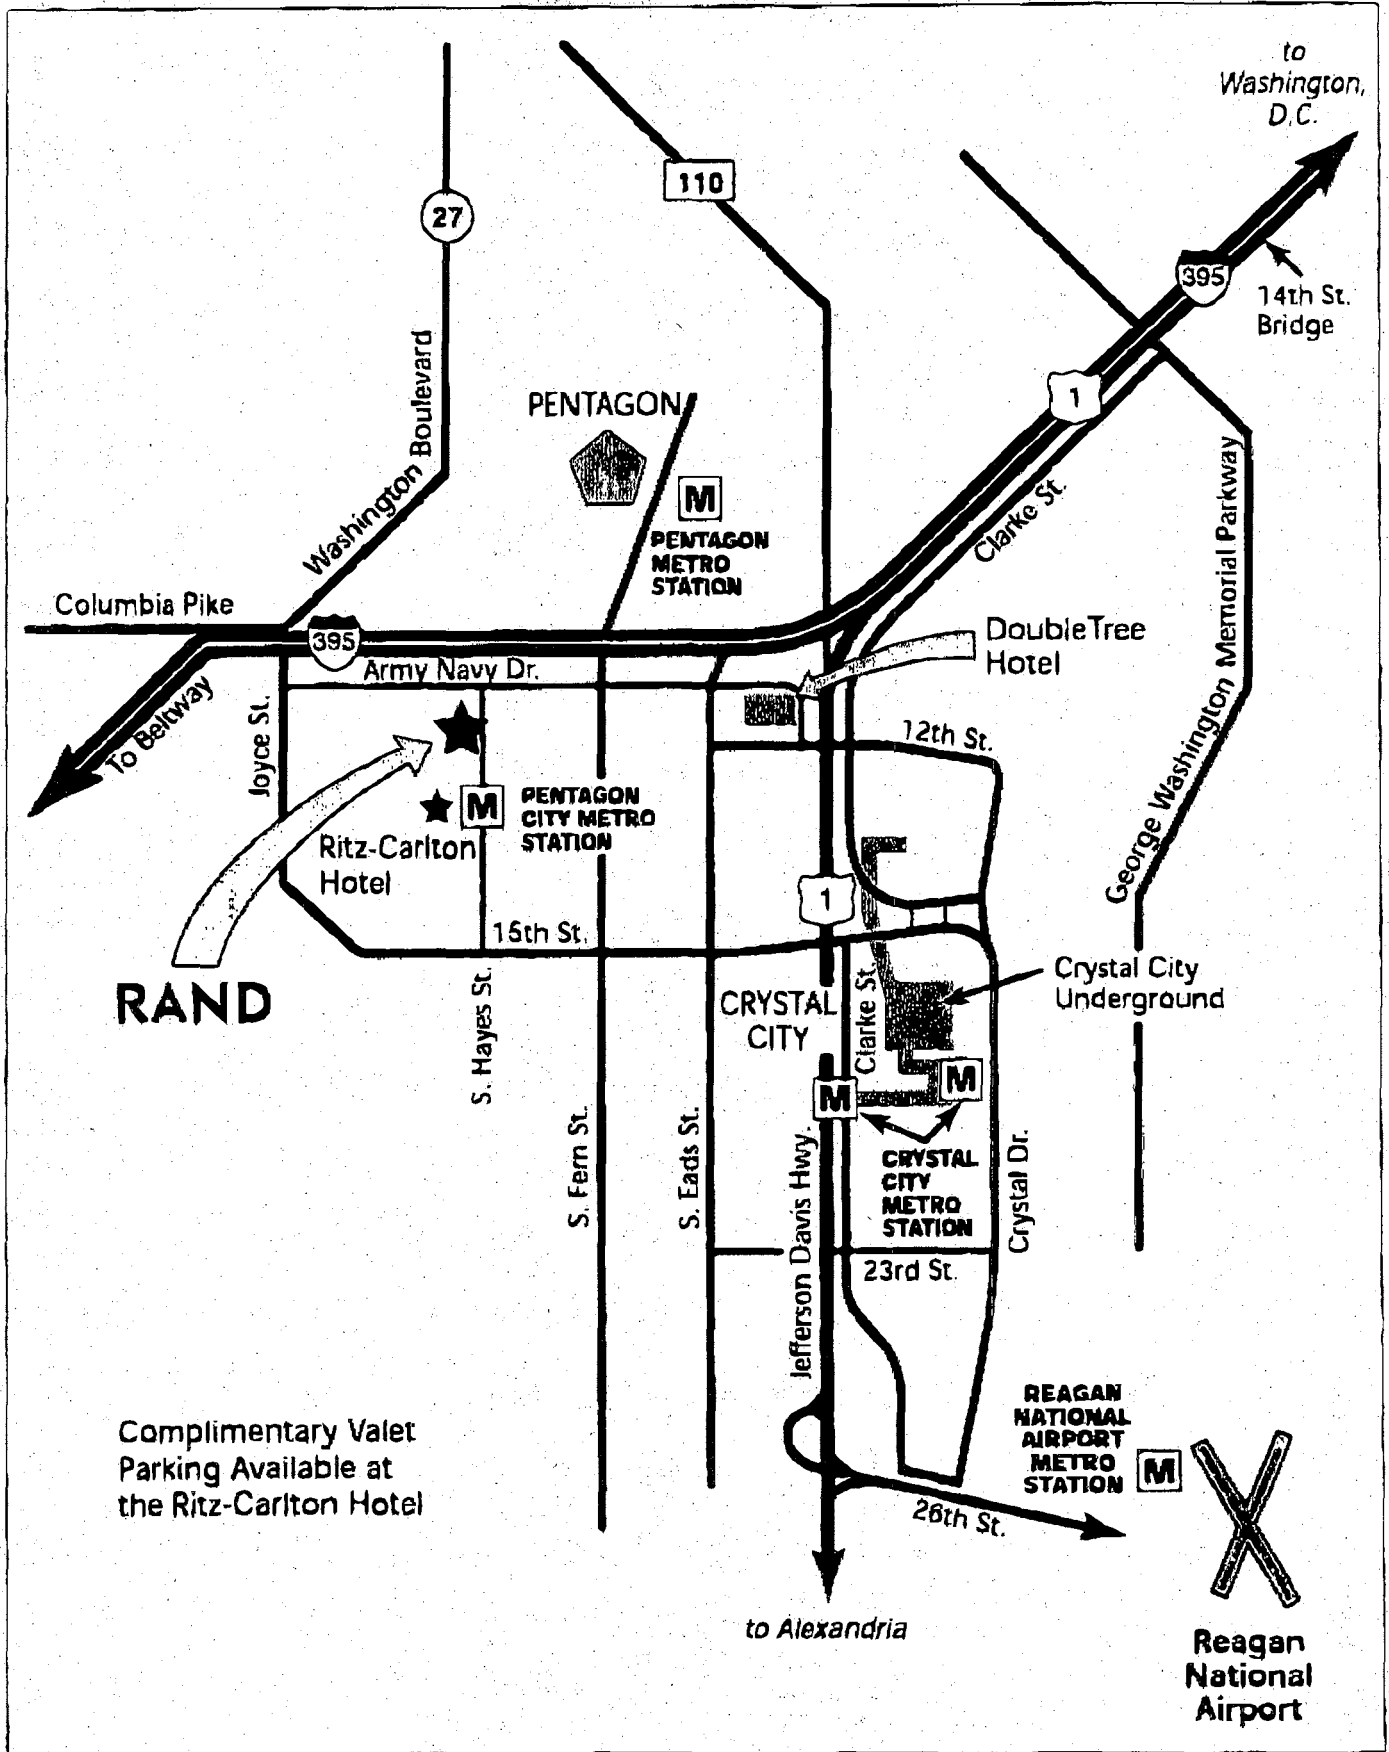 to
Washington,
D.C.
110
27
395
14th St.
Bridge
Washington Boulevard
1
PENTAGON
M
PENTAGON
METRO
STATION
Clarke St.
George Washington Memorial Parkway
Columbia Pike
395
Army Navy Dr.
DoubleTree
Hotel
To Beltway
Joyce St.
12th St.
M
PENTAGON
CITY METRO
STATION
Ritz-Carlton
Hotel
1
15th St.
RAND
S. Hayes St.
CRYSTAL
CITY
Clarke St.
Crystal City
Underground
M
M
S. Fern St.
S. Eads St.
Jefferson Davis Hwy.
CRYSTAL
CITY
METRO
STATION
Crystal Dr.
23rd St.
Complimentary Valet
Parking Available at
the Ritz-Carlton Hotel
REAGAN
NATIONAL
AIRPORT
METRO
STATION
M
26th St.
to Alexandria
Reagan
National
Airport